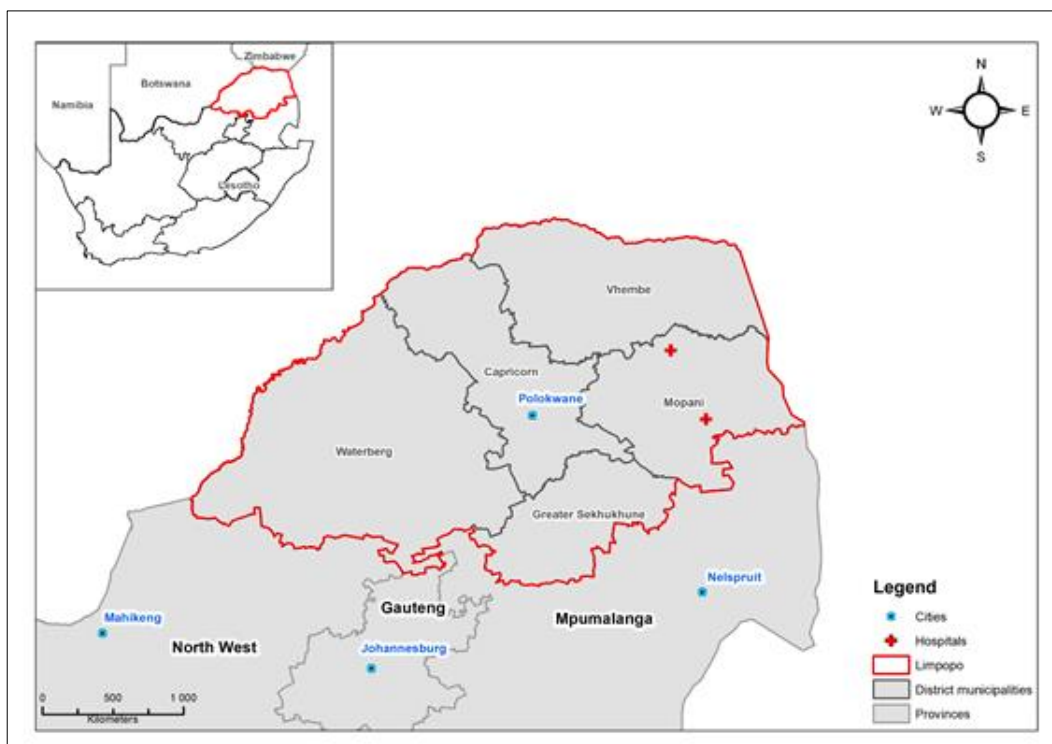 Zimbabwe
Botswana
Namibia
Lesotho
N
W
E
S
Vhembe
Capricorn
Polokwane
Mopani
Waterberg
Greater Sekhukhune
Nelspruit
Mahikeng
Gauteng
Mpumalanga
North West
Johannesburg
0 500 1 000
Kilometers
Legend
Cities
Hospitals
Limpopo
District municipalities
Provinces